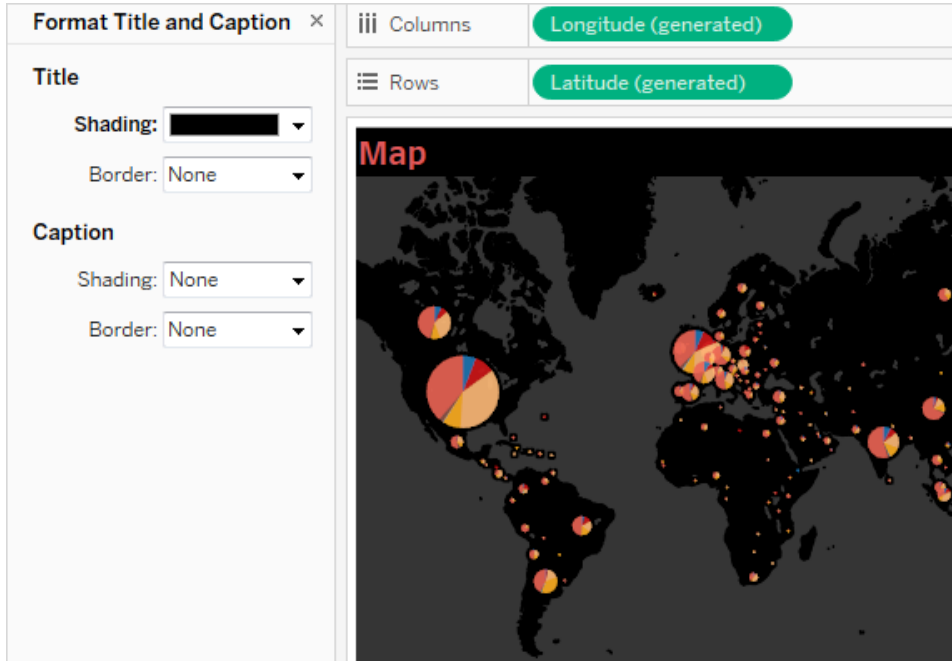 Format Title and Caption ×
Title
Shading:
Border: None
Caption
Shading: None
Border: None
Columns Longitude (generated)
Rows Latitude (generated)
Map